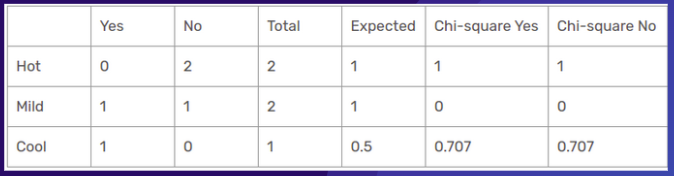 Yes No Total Expected Chi-square Yes Chi-square No
Hot 0 2 2 1 1 1
Mild 1 1 2 1 0 0
Cool 1 0 1 0.5 0.707 0.707